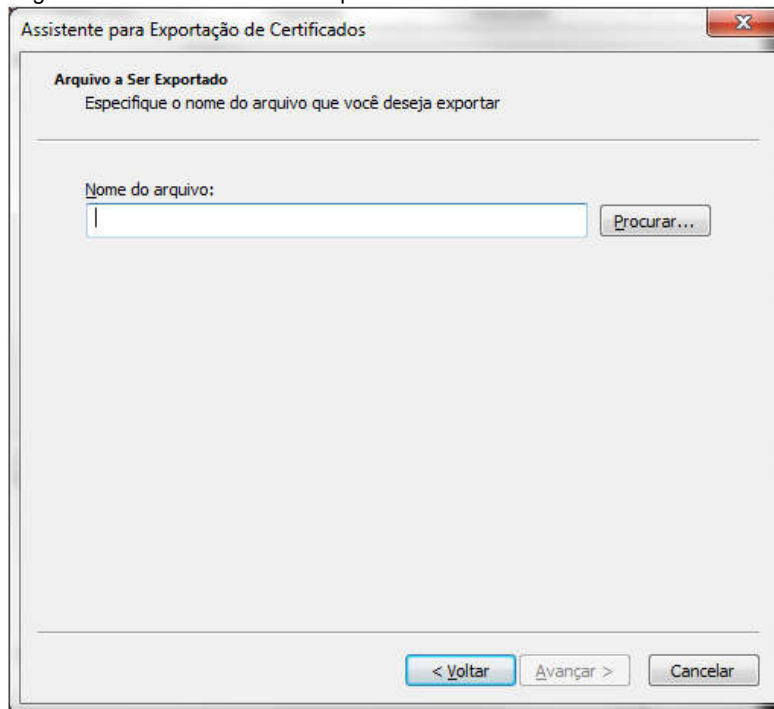 Assistente para Exportação de Certificados
Arquivo a Ser Exportado
Especifique o nome do arquivo que você deseja exportar
Nome do arquivo:
Procurar...
< Voltar
Avançar >
Cancelar